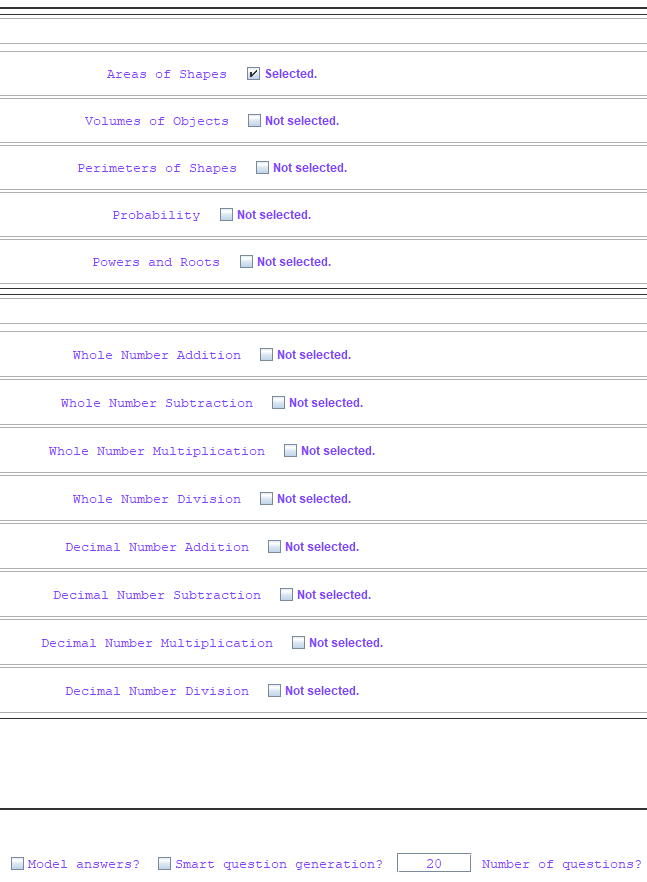 Areas of Shapes Selected.
Volumes of Objects Not selected.
Perimeters of Shapes Not selected.
Probability Not selected.
Powers and Roots Not selected.
Whole Number Addition Not selected.
Whole Number Subtraction Not selected.
Whole Number Multiplication Not selected.
Whole Number Division Not selected.
Decimal Number Addition Not selected.
Decimal Number Subtraction Not selected.
Decimal Number Multiplication Not selected.
Decimal Number Division Not selected.
Model answers? Smart question generation? 20 Number of questions?